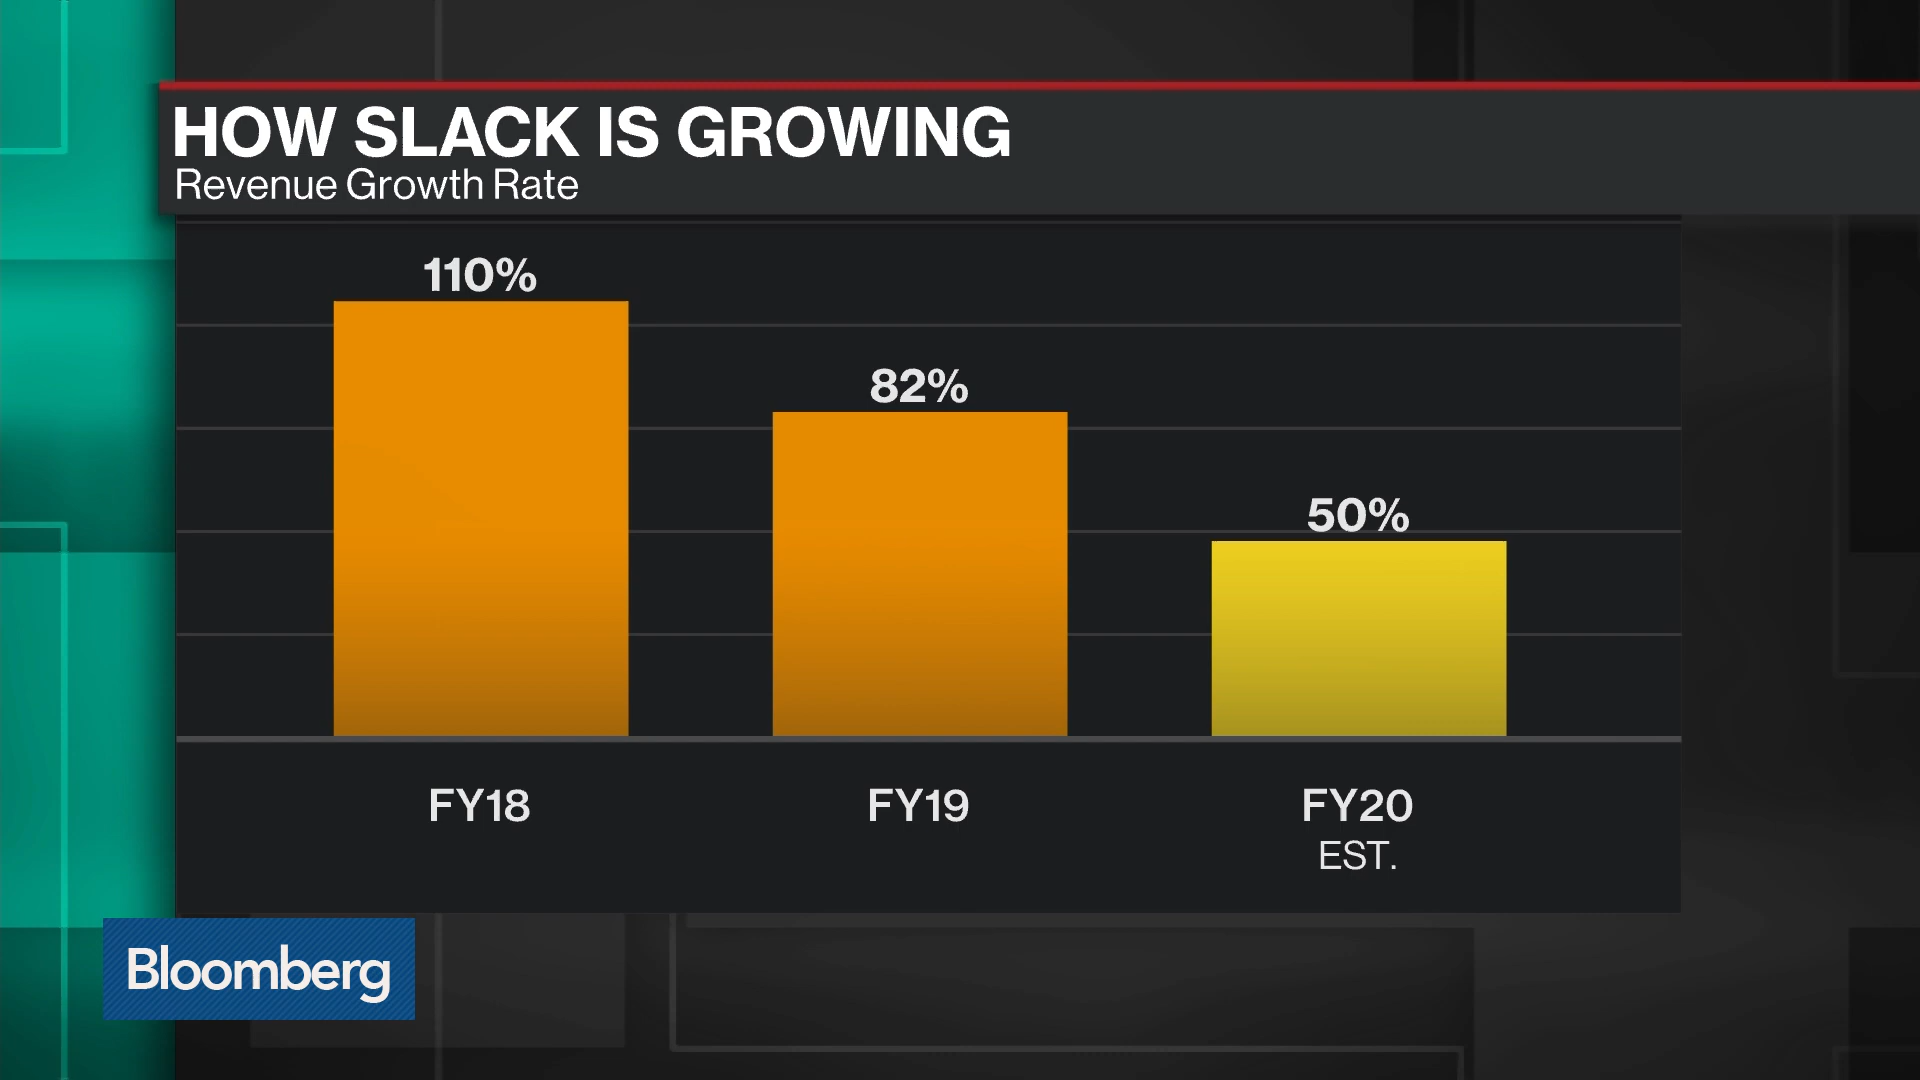 HOW SLACK IS GROWING
Revenue Growth Rate
110%
82%
50%
FY18
FY19
FY20
EST.
Bloomberg